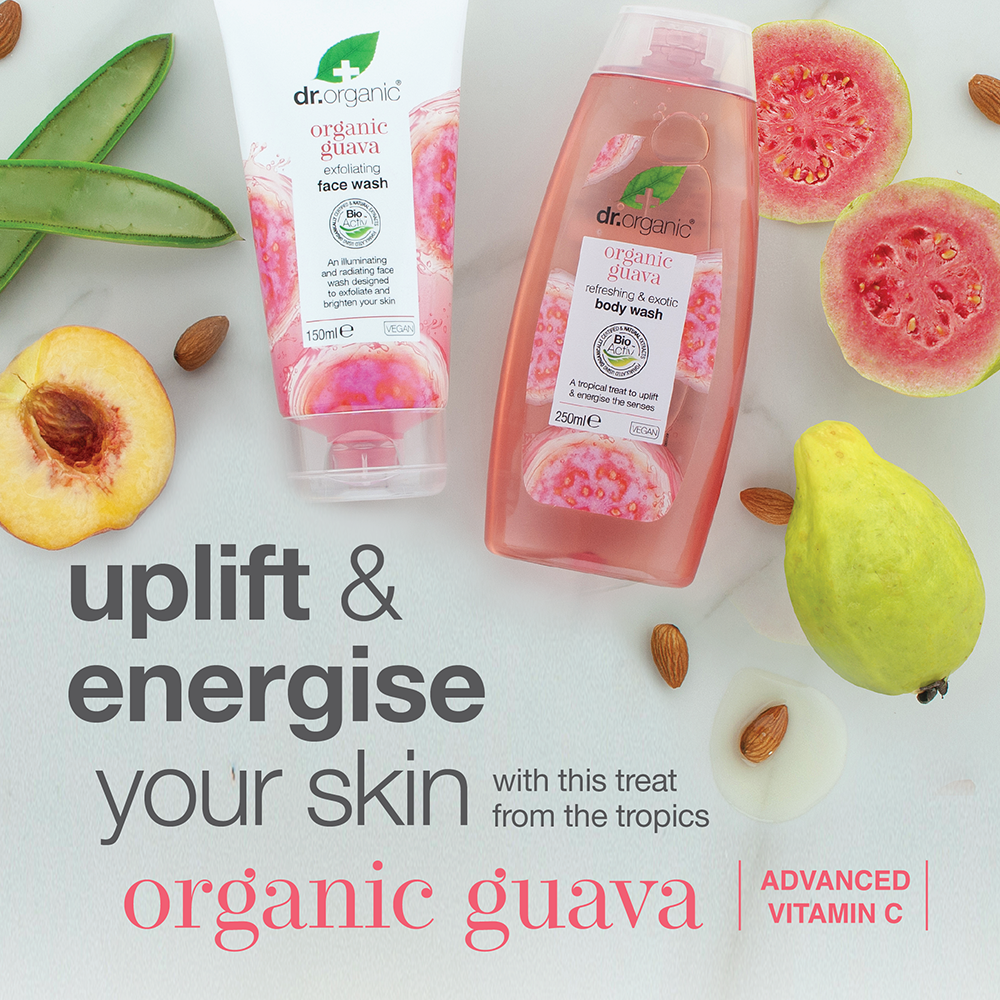 dr.organic®
organic
guava
exfoliating
face wash
Bio
Activ
An illuminating
and radiating face
wash designed
to exfoliate and
brighten your skin
150ml e
VEGAN
dr.organic®
organic
guava
refreshing & exotic
body wash
Bio
Activ
A tropical treat to uplift
& energise the senses
250ml e
VEGAN
uplift &
energise
your skin
with this treat
from the tropics
organic guava
ADVANCED
VITAMIN C